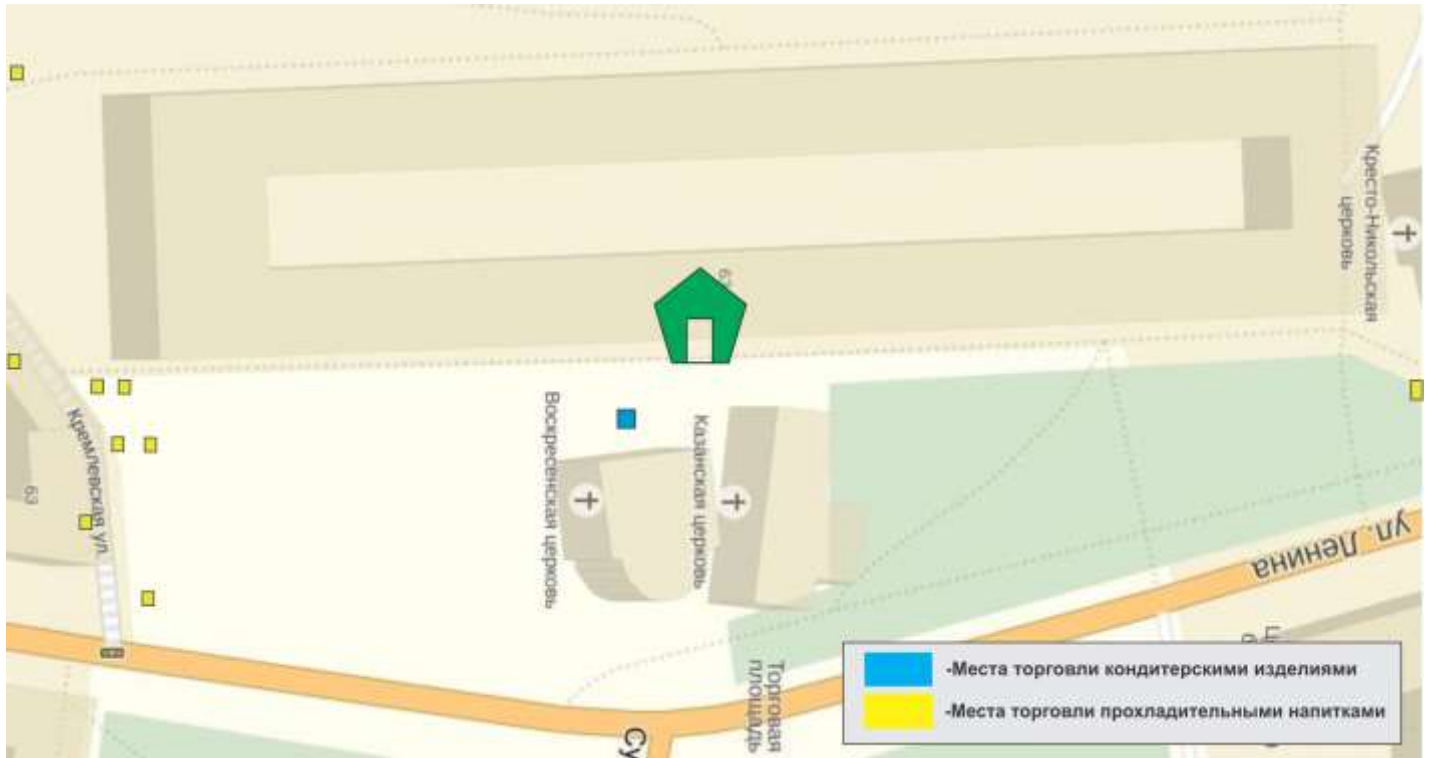 Кресто-Никольская
церковь
Воскресенская церковь
Казанская церковь
Кремлевская ул.
63
ул. Ленина
Торговая
площадь
Су
-Места торговли кондитерскими изделиями
-Места торговли прохладительными напитками